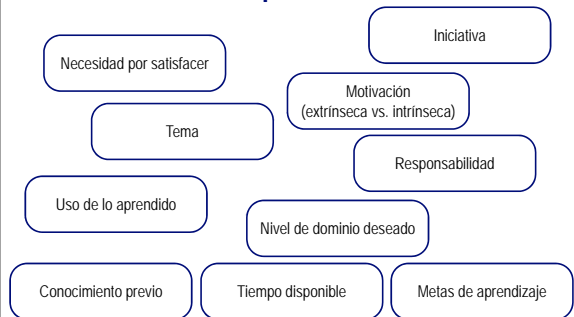 Iniciativa
Necesidad por satisfacer
Motivación
(extrínseca vs. intrínseca)
Tema
Responsabilidad
Uso de lo aprendido
Nivel de dominio deseado
Conocimiento previo
Tiempo disponible
Metas de aprendizaje